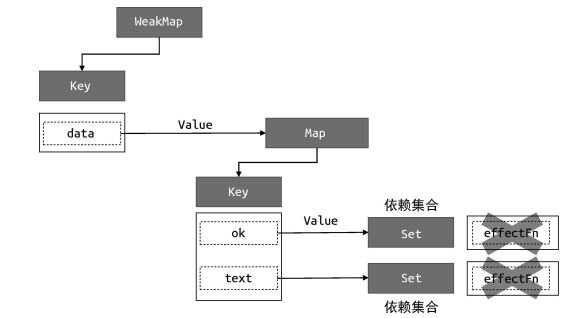 WeakMap
Key
data
Value
Map
Key
依赖集合
ok
Value
Set
effectFn
text
Set
effectFn
依赖集合